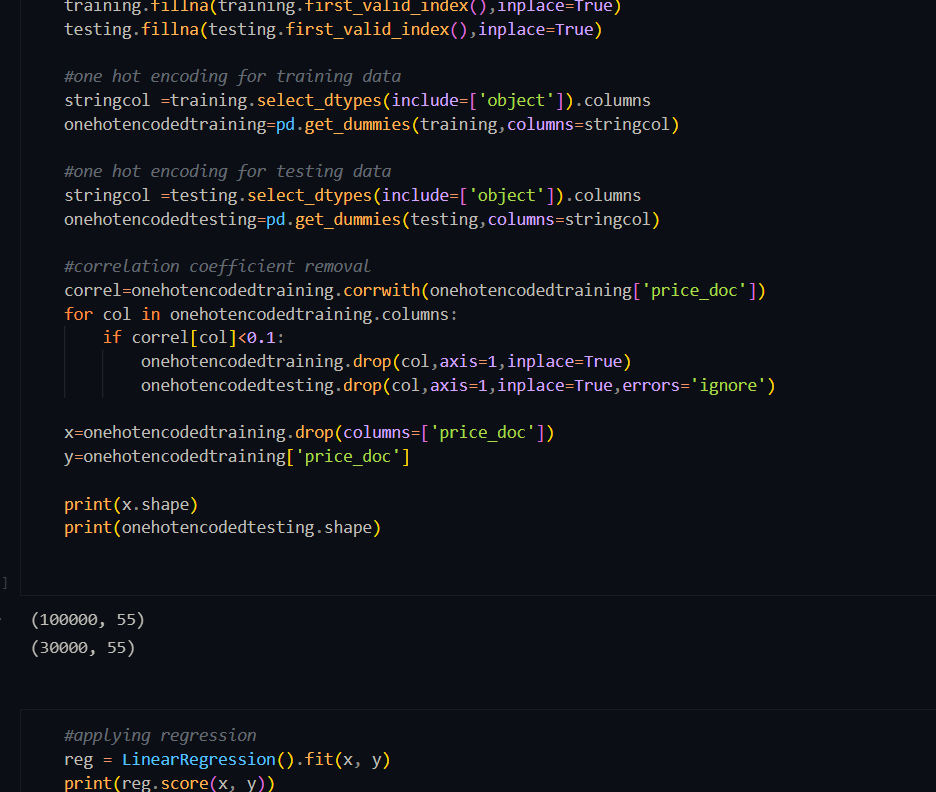 training.fillna(training.first_valid_index(),inplace=True)
testing.fillna(testing.first_valid_index(),inplace=True)
#one hot encoding for training data
stringcol =training.select_dtypes(include=['object']).columns
onehotencodedtraining=pd.get_dummies(training,columns=stringcol)
#one hot encoding for testing data
stringcol =testing.select_dtypes(include=['object']).columns
onehotencodedtesting=pd.get_dummies(testing,columns=stringcol)
#correlation coefficient removal
correl=onehotencodedtraining.corrwith(onehotencodedtraining['price_doc'])
for col in onehotencodedtraining.columns:
    if correl[col]<0.1:
        onehotencodedtraining.drop(col,axis=1,inplace=True)
        onehotencodedtesting.drop(col,axis=1,inplace=True,errors='ignore')
x=onehotencodedtraining.drop(columns=['price_doc'])
y=onehotencodedtraining['price_doc']
print(x.shape)
print(onehotencodedtesting.shape)
]
(100000, 55)
(30000, 55)
#applying regression
reg = LinearRegression().fit(x, y)
print(reg.score(x, y))